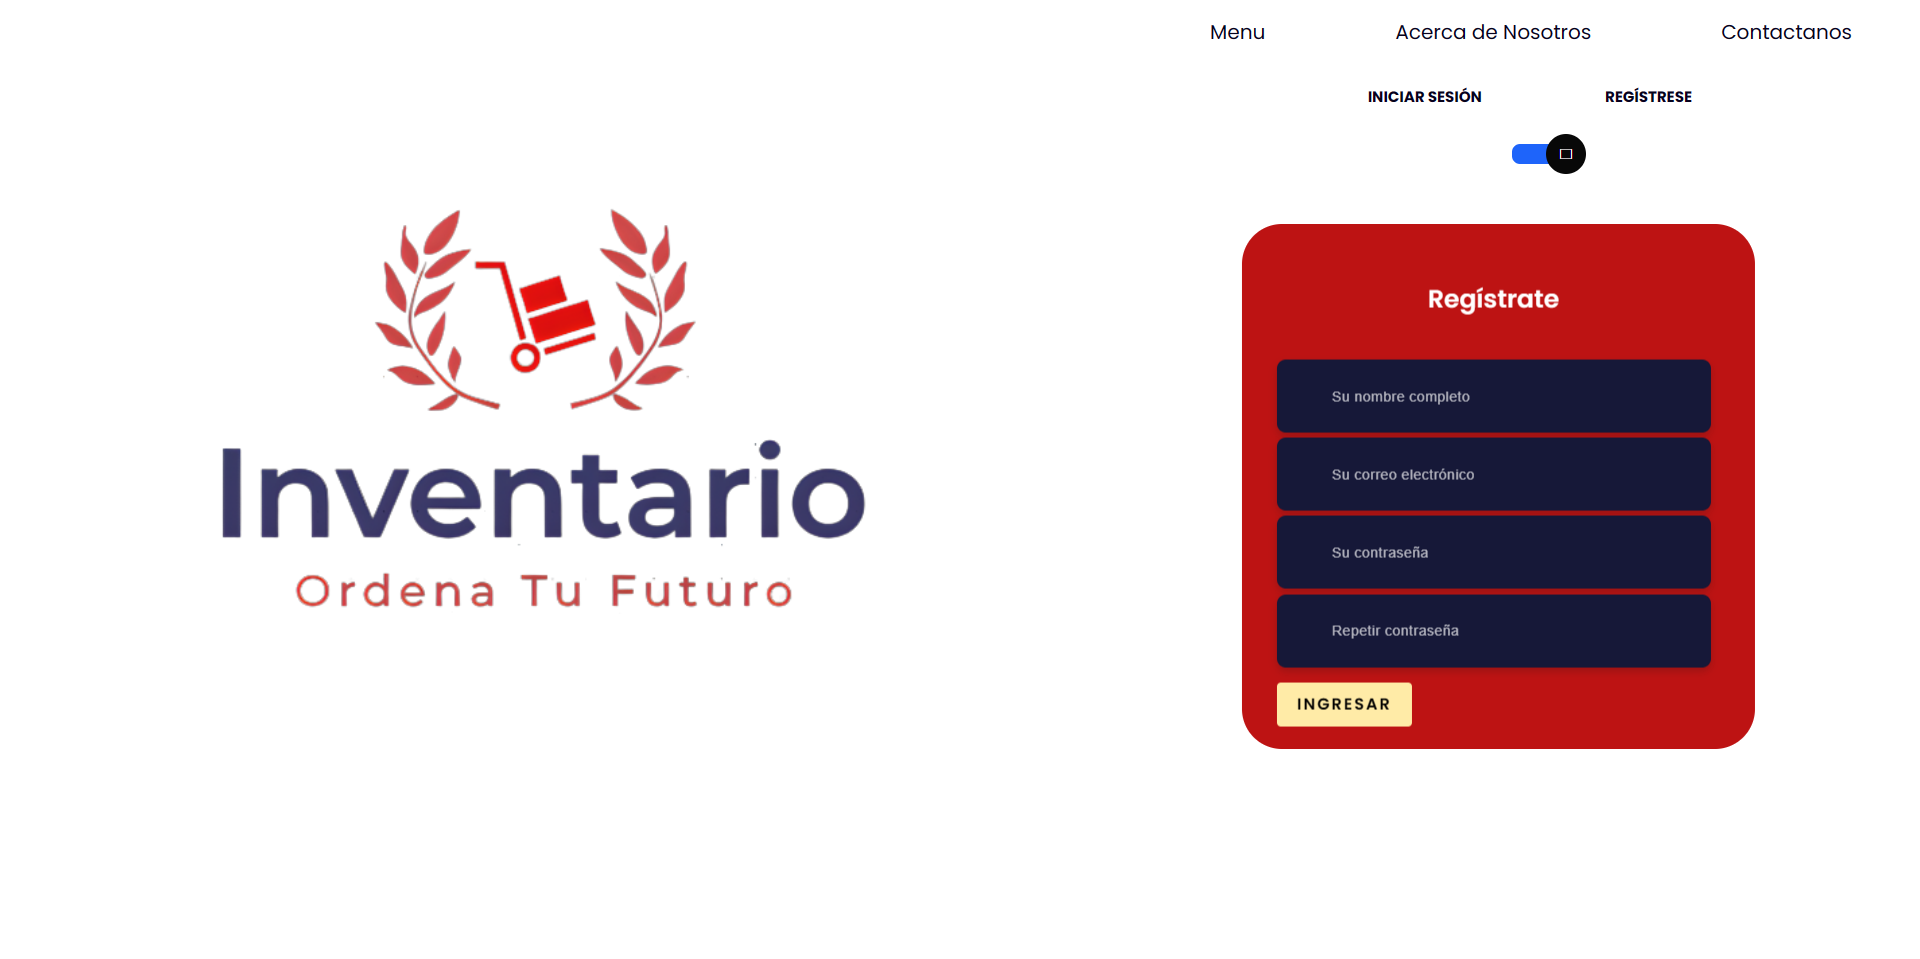 Menu Acerca de Nosotros Contactanos
INICIAR SESIÓN REGÍSTRESE
Inventario
Ordena Tu Futuro
Regístrate
Su nombre completo
Su correo electrónico
Su contraseña
Repetir contraseña
INGRESAR